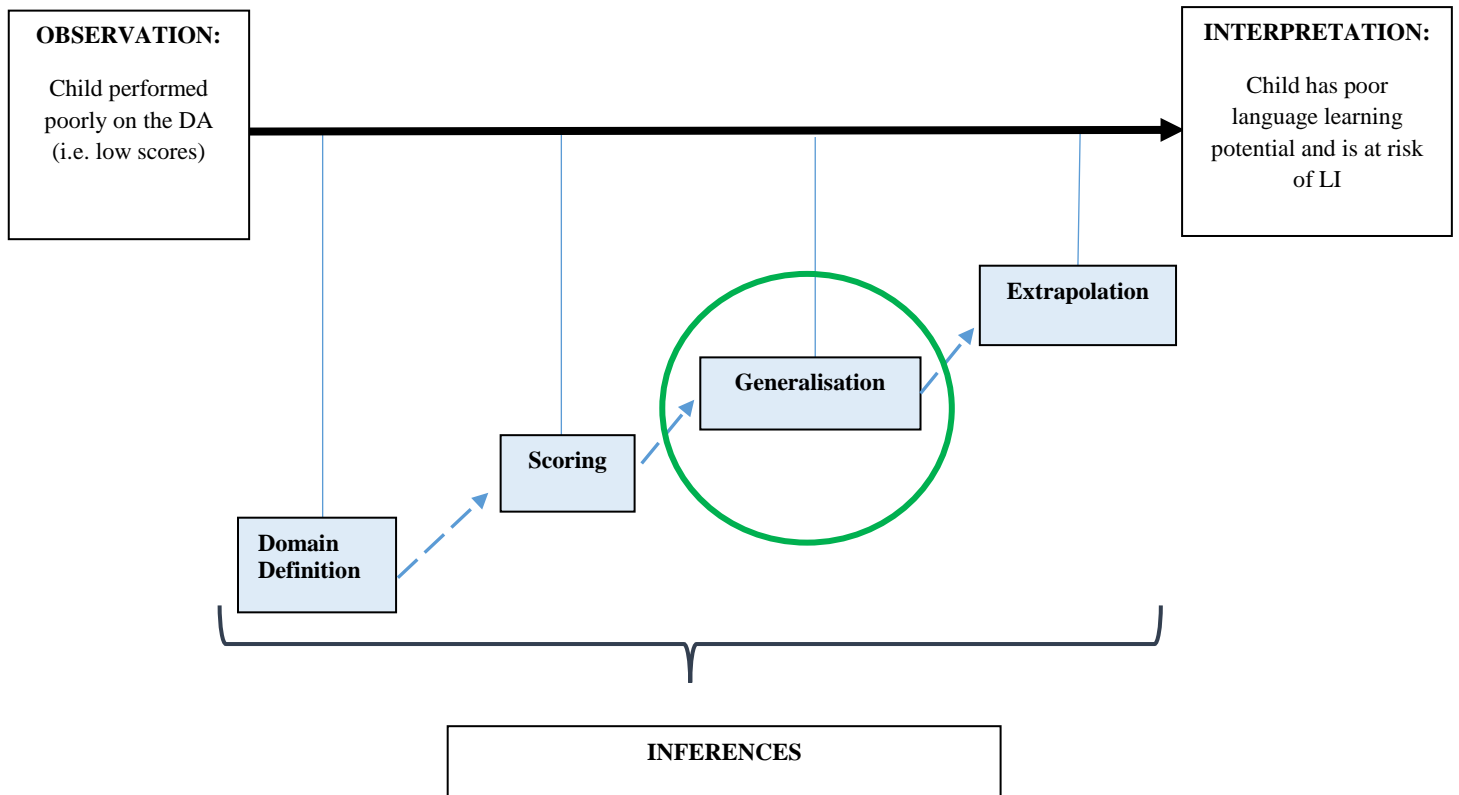 OBSERVATION:
Child performed
poorly on the DA
(i.e. low scores)
INTERPRETATION:
Child has poor
language learning
potential and is at risk
of LI
Extrapolation
Generalisation
Scoring
Domain
Definition
INFERENCES